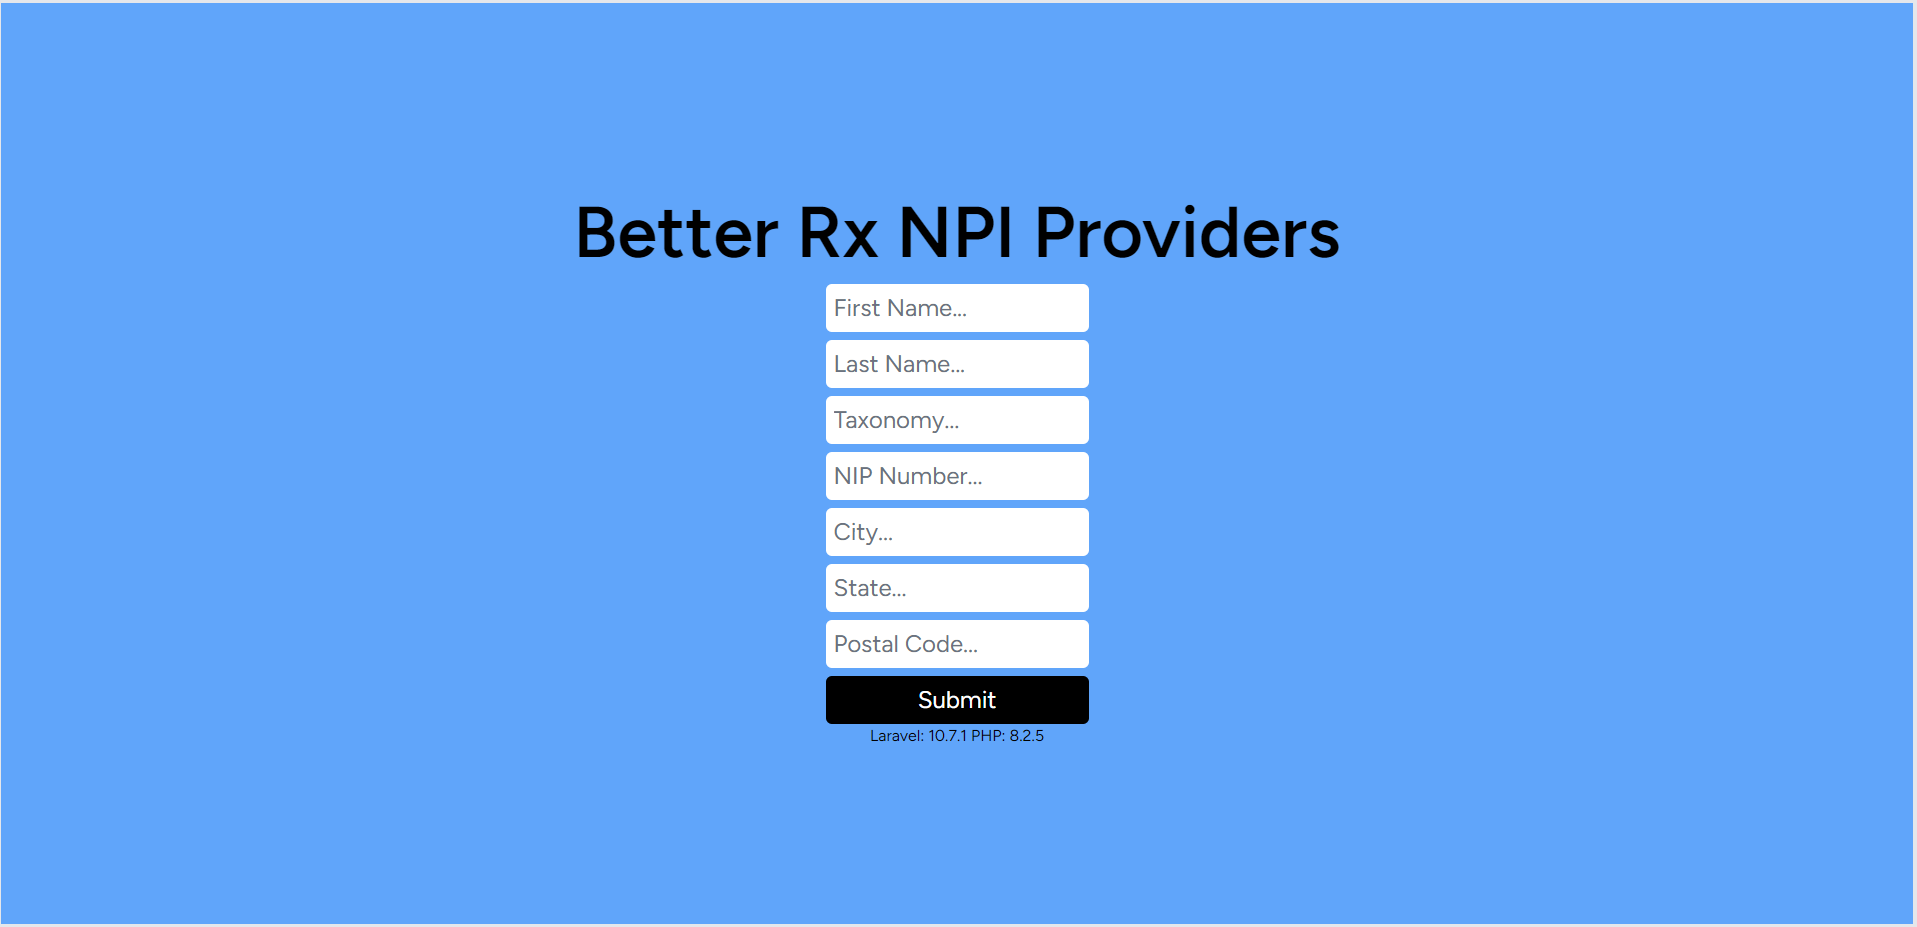 Better Rx NPI Providers
First Name...
Last Name...
Taxonomy...
NIP Number...
City...
State...
Postal Code...
Submit
Laravel: 10.7.1 PHP: 8.2.5